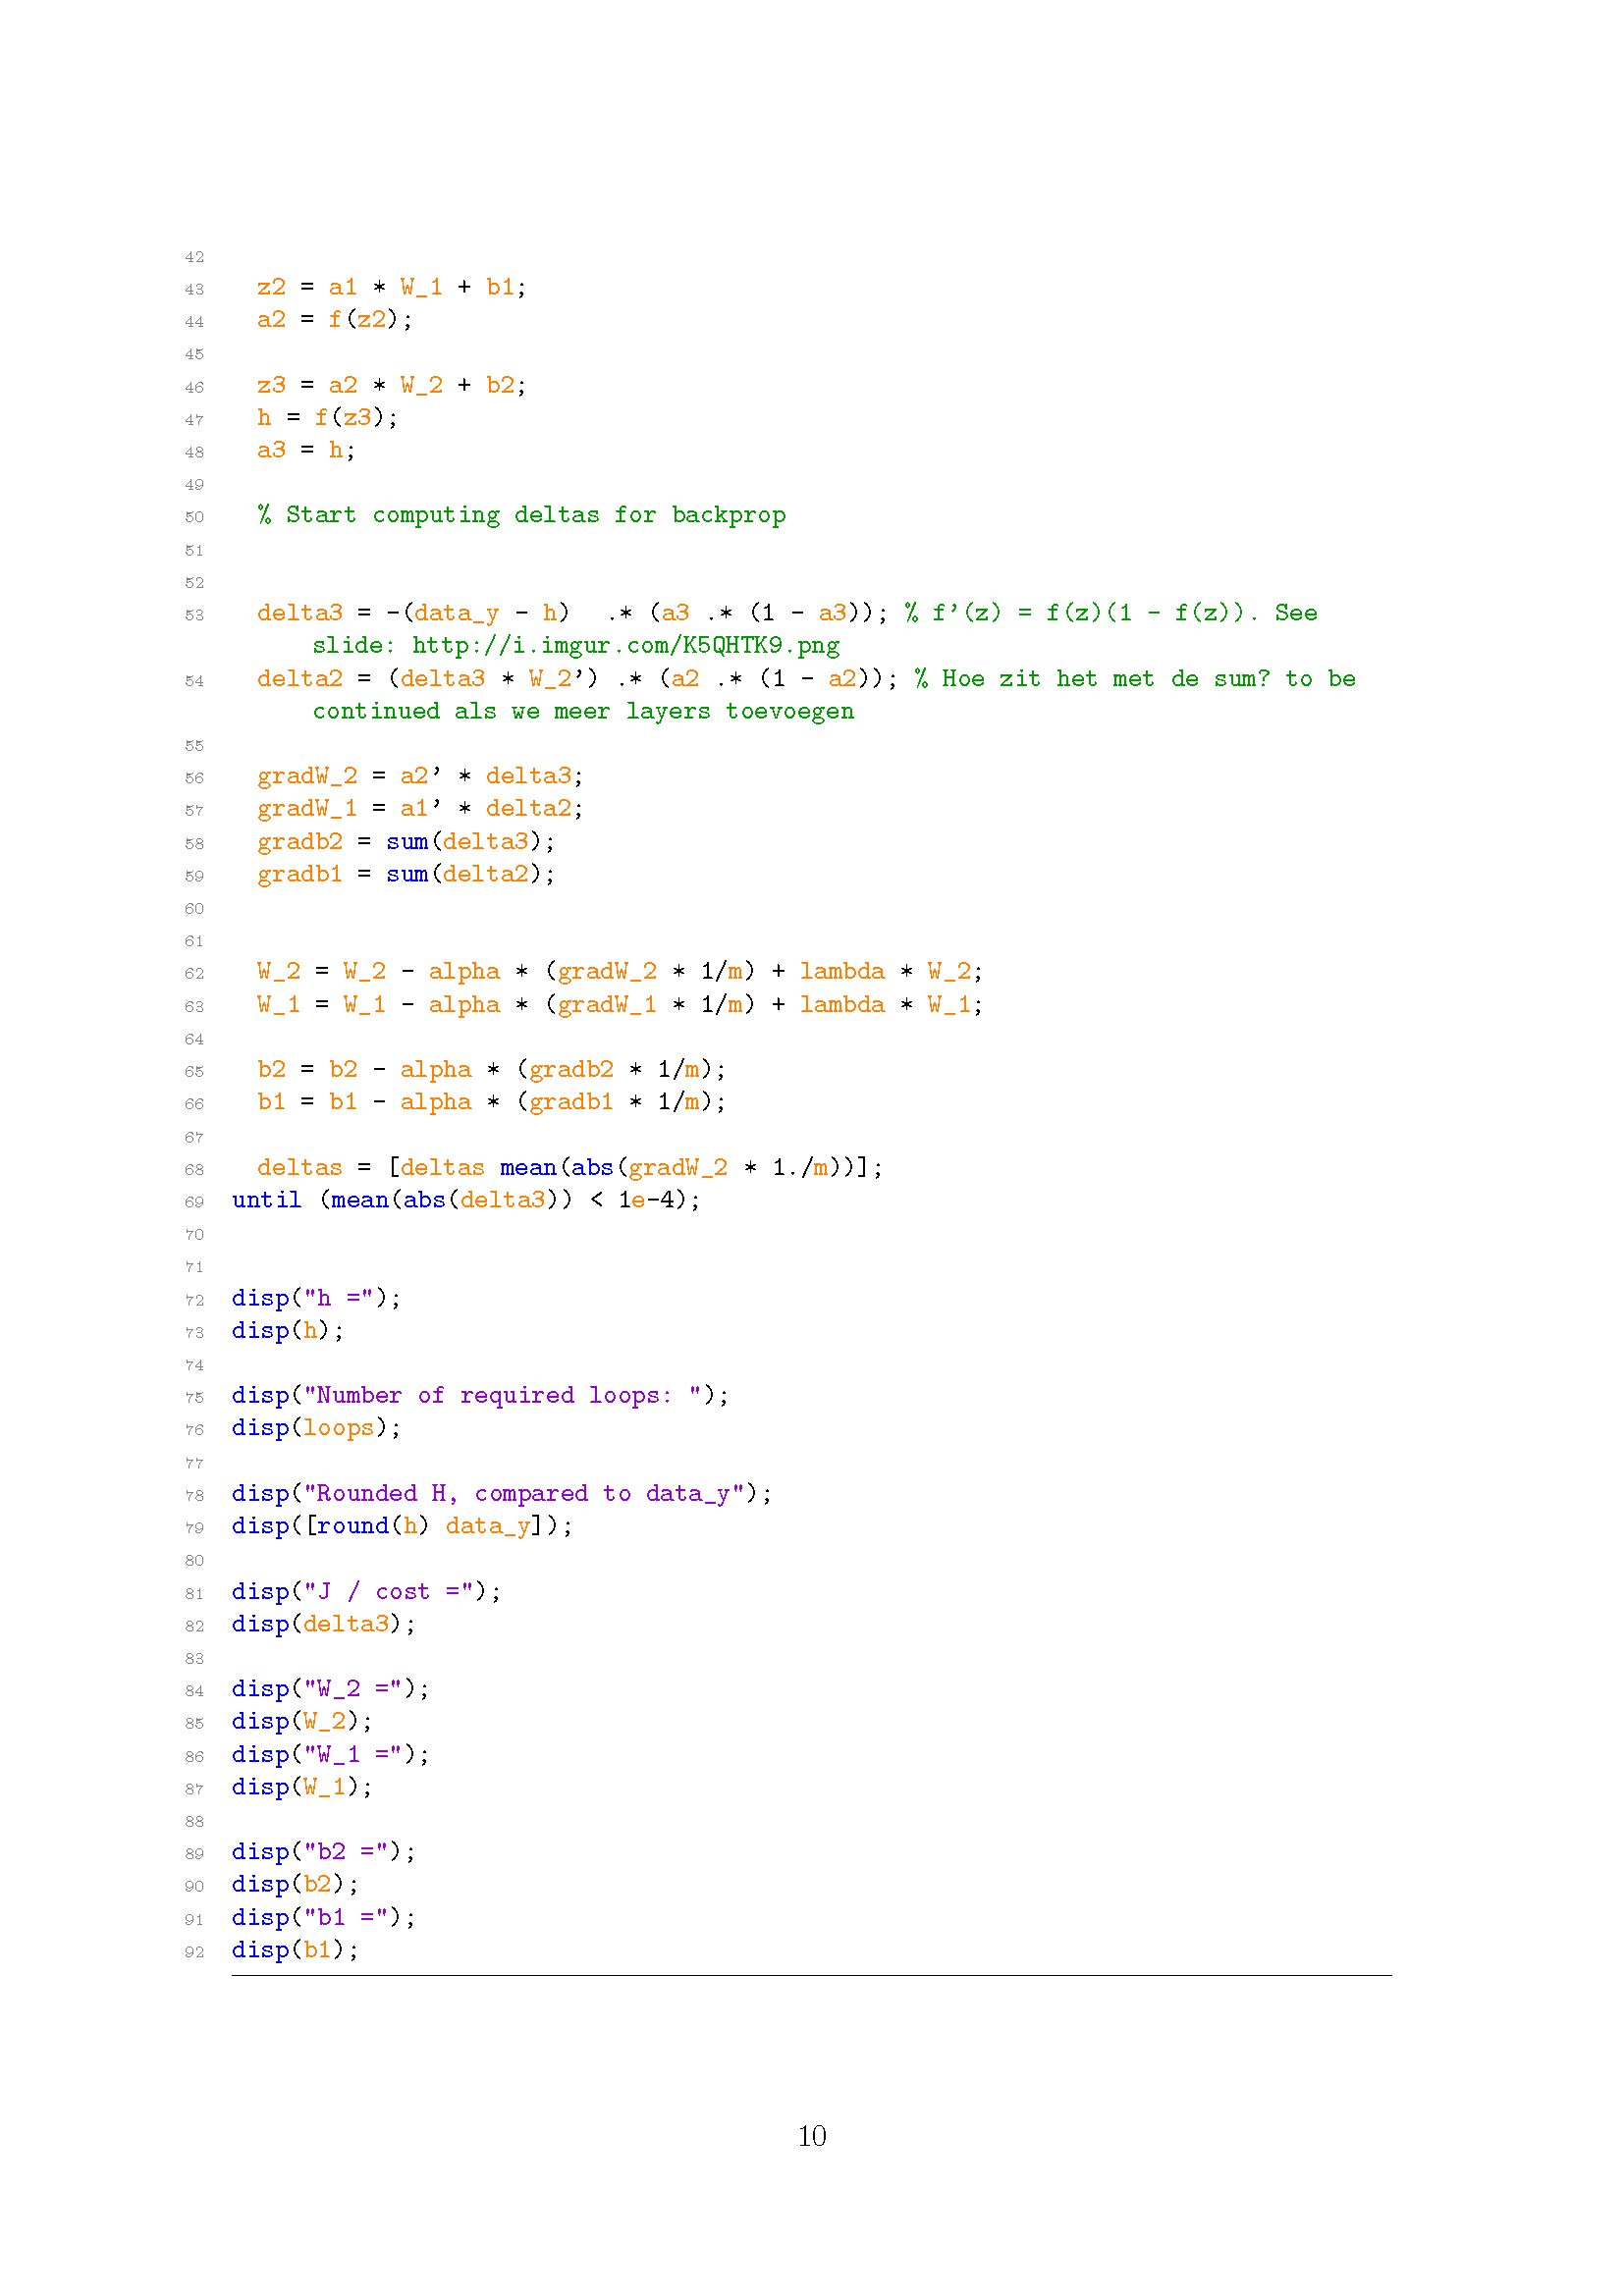 42
43 z2 = a1 * W_1 + b1;
44 a2 = f(z2);
45
46 z3 = a2 * W_2 + b2;
47 h = f(z3);
48 a3 = h;
49
50 % Start computing deltas for backprop
51
52
53 delta3 = -(data_y - h)  .* (a3 .* (1 - a3)); % f'(z) = f(z)(1 - f(z)). See
slide: http://i.imgur.com/K5QHTK9.png
54 delta2 = (delta3 * W_2') .* (a2 .* (1 - a2)); % Hoe zit het met de sum? to be
continued als we meer layers toevoegen
55
56 gradW_2 = a2' * delta3;
57 gradW_1 = a1' * delta2;
58 gradb2 = sum(delta3);
59 gradb1 = sum(delta2);
60
61
62 W_2 = W_2 - alpha * (gradW_2 * 1/m) + lambda * W_2;
63 W_1 = W_1 - alpha * (gradW_1 * 1/m) + lambda * W_1;
64
65 b2 = b2 - alpha * (gradb2 * 1/m);
66 b1 = b1 - alpha * (gradb1 * 1/m);
67
68 deltas = [deltas mean(abs(gradW_2 * 1./m))];
69 until (mean(abs(delta3)) < 1e-4);
70
71
72 disp("h =");
73 disp(h);
74
75 disp("Number of required loops: ");
76 disp(loops);
77
78 disp("Rounded H, compared to data_y");
79 disp([round(h) data_y]);
80
81 disp("J / cost =");
82 disp(delta3);
83
84 disp("W_2 =");
85 disp(W_2);
86 disp("W_1 =");
87 disp(W_1);
88
89 disp("b2 =");
90 disp(b2);
91 disp("b1 =");
92 disp(b1);
10